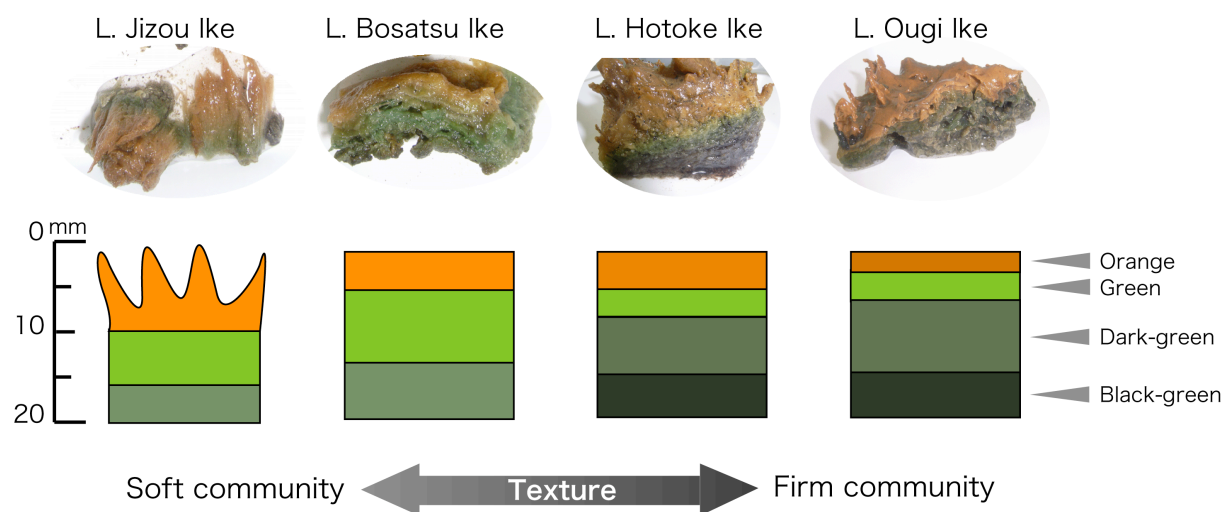 L. Jizou Ike
L. Bosatsu Ike
L. Hotoke Ike
L. Ougi Ike
0 mm
10
20
Orange
Green
Dark-green
Black-green
Soft community
Texture
Firm community